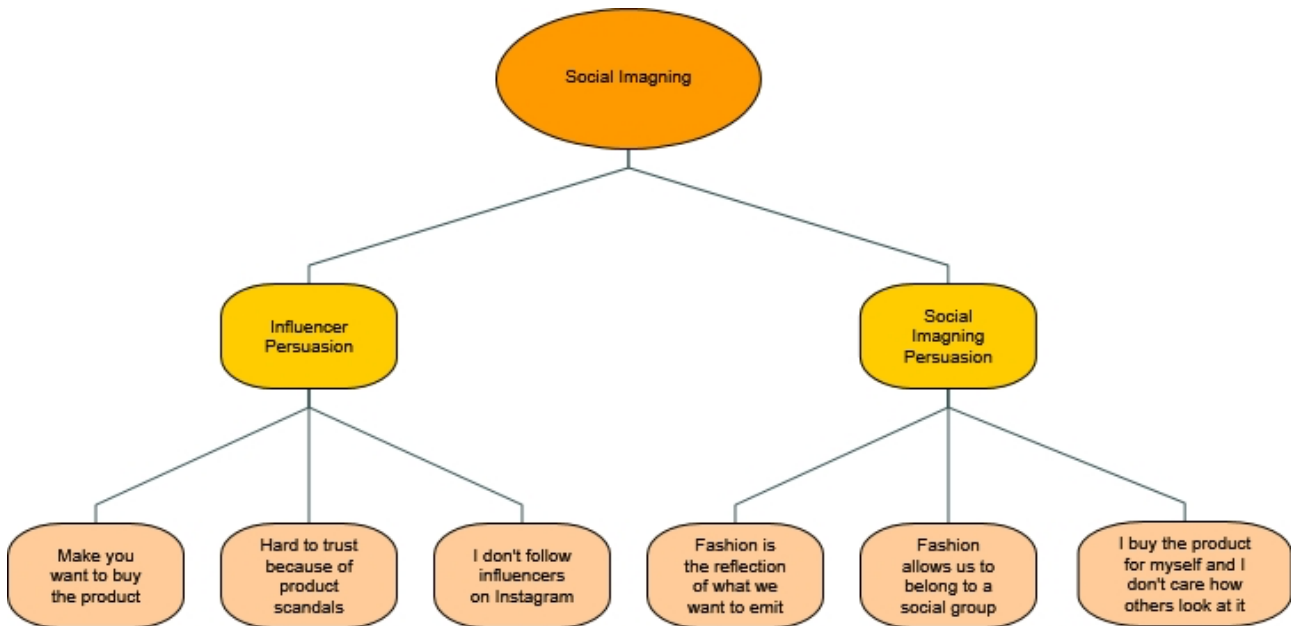 Social Imagning
Influencer
Persuasion
Social
Imagning
Persuasion
Make you
want to buy
the product
Hard to trust
because of
product
scandals
I don't follow
influencers
on Instagram
Fashion is
the reflection
of what we
want to emit
Fashion
allows us to
belong to a
social group
I buy the product
for myself and I
don't care how
others look at it